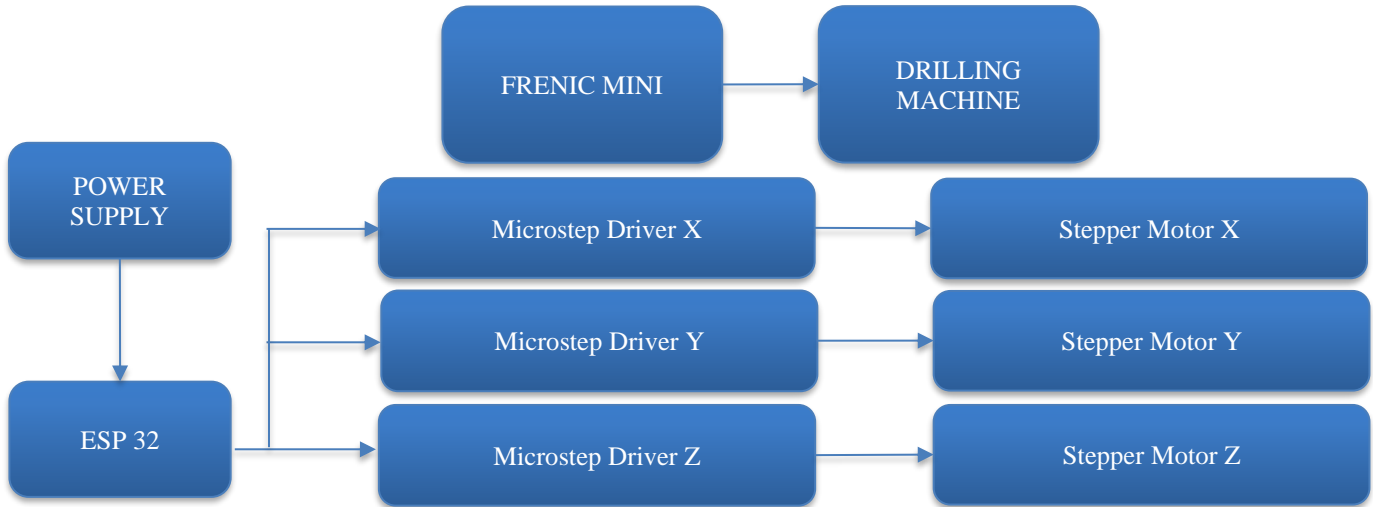 FRENIC MINI
DRILLING
MACHINE
POWER
SUPPLY
Microstep Driver X
Stepper Motor X
Microstep Driver Y
Stepper Motor Y
ESP 32
Microstep Driver Z
Stepper Motor Z